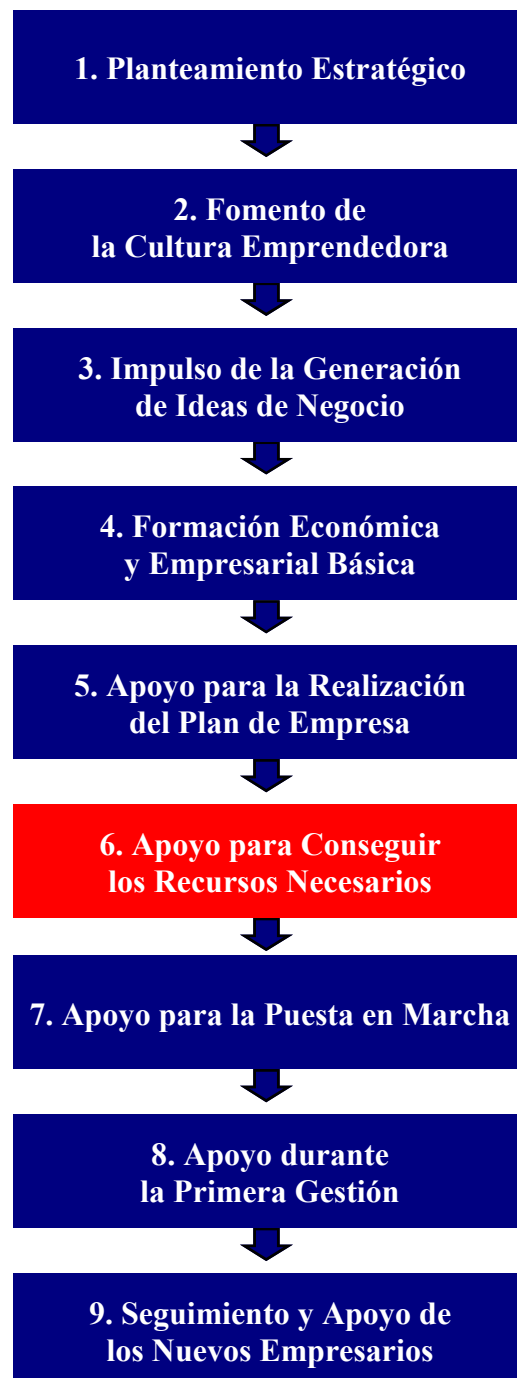 1. Planteamiento Estratégico
2. Fomento de
la Cultura Emprendedora
3. Impulso de la Generación
de Ideas de Negocio
4. Formación Económica
y Empresarial Básica
5. Apoyo para la Realización
del Plan de Empresa
6. Apoyo para Conseguir
los Recursos Necesarios
7. Apoyo para la Puesta en Marcha
8. Apoyo durante
la Primera Gestión
9. Seguimiento y Apoyo de
los Nuevos Empresarios